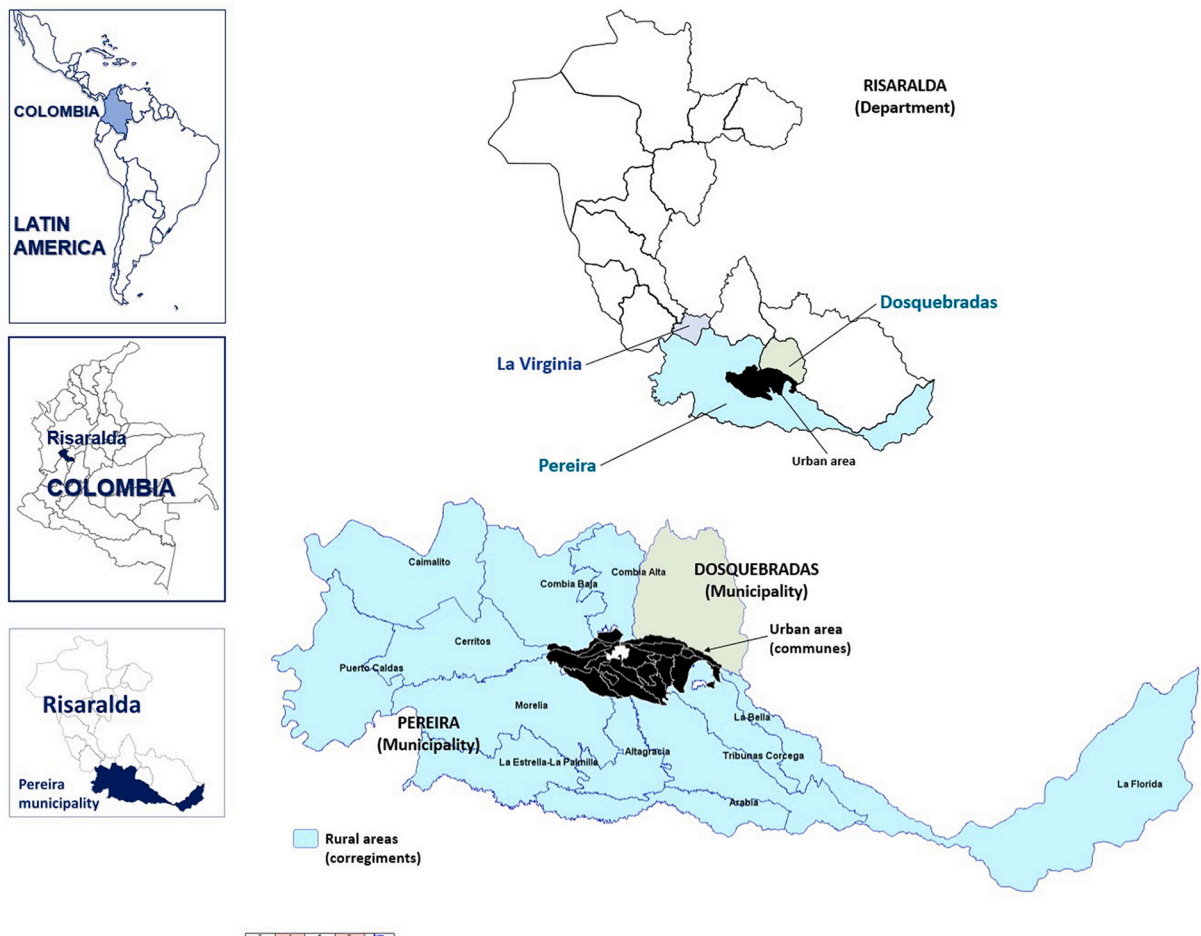 COLOMBIA
LATIN
AMERICA
Risaralda
COLOMBIA
Risaralda
Pereira
municipality
RISARALDA
(Department)
Dosquebradas
La Virginia
Pereira
Urban area
Caimalito
Combia Baja
Combia Alta
DOSQUEBRADAS
(Municipality)
Urban area
(communes)
Cerritos
Puerto Caldas
Morelia
PEREIRA
(Municipality)
La Bella
La Estrella-La Palmille
Altagracia
Tribunas Corcega
Arabia
La Florida
Rural areas
(corregiments)